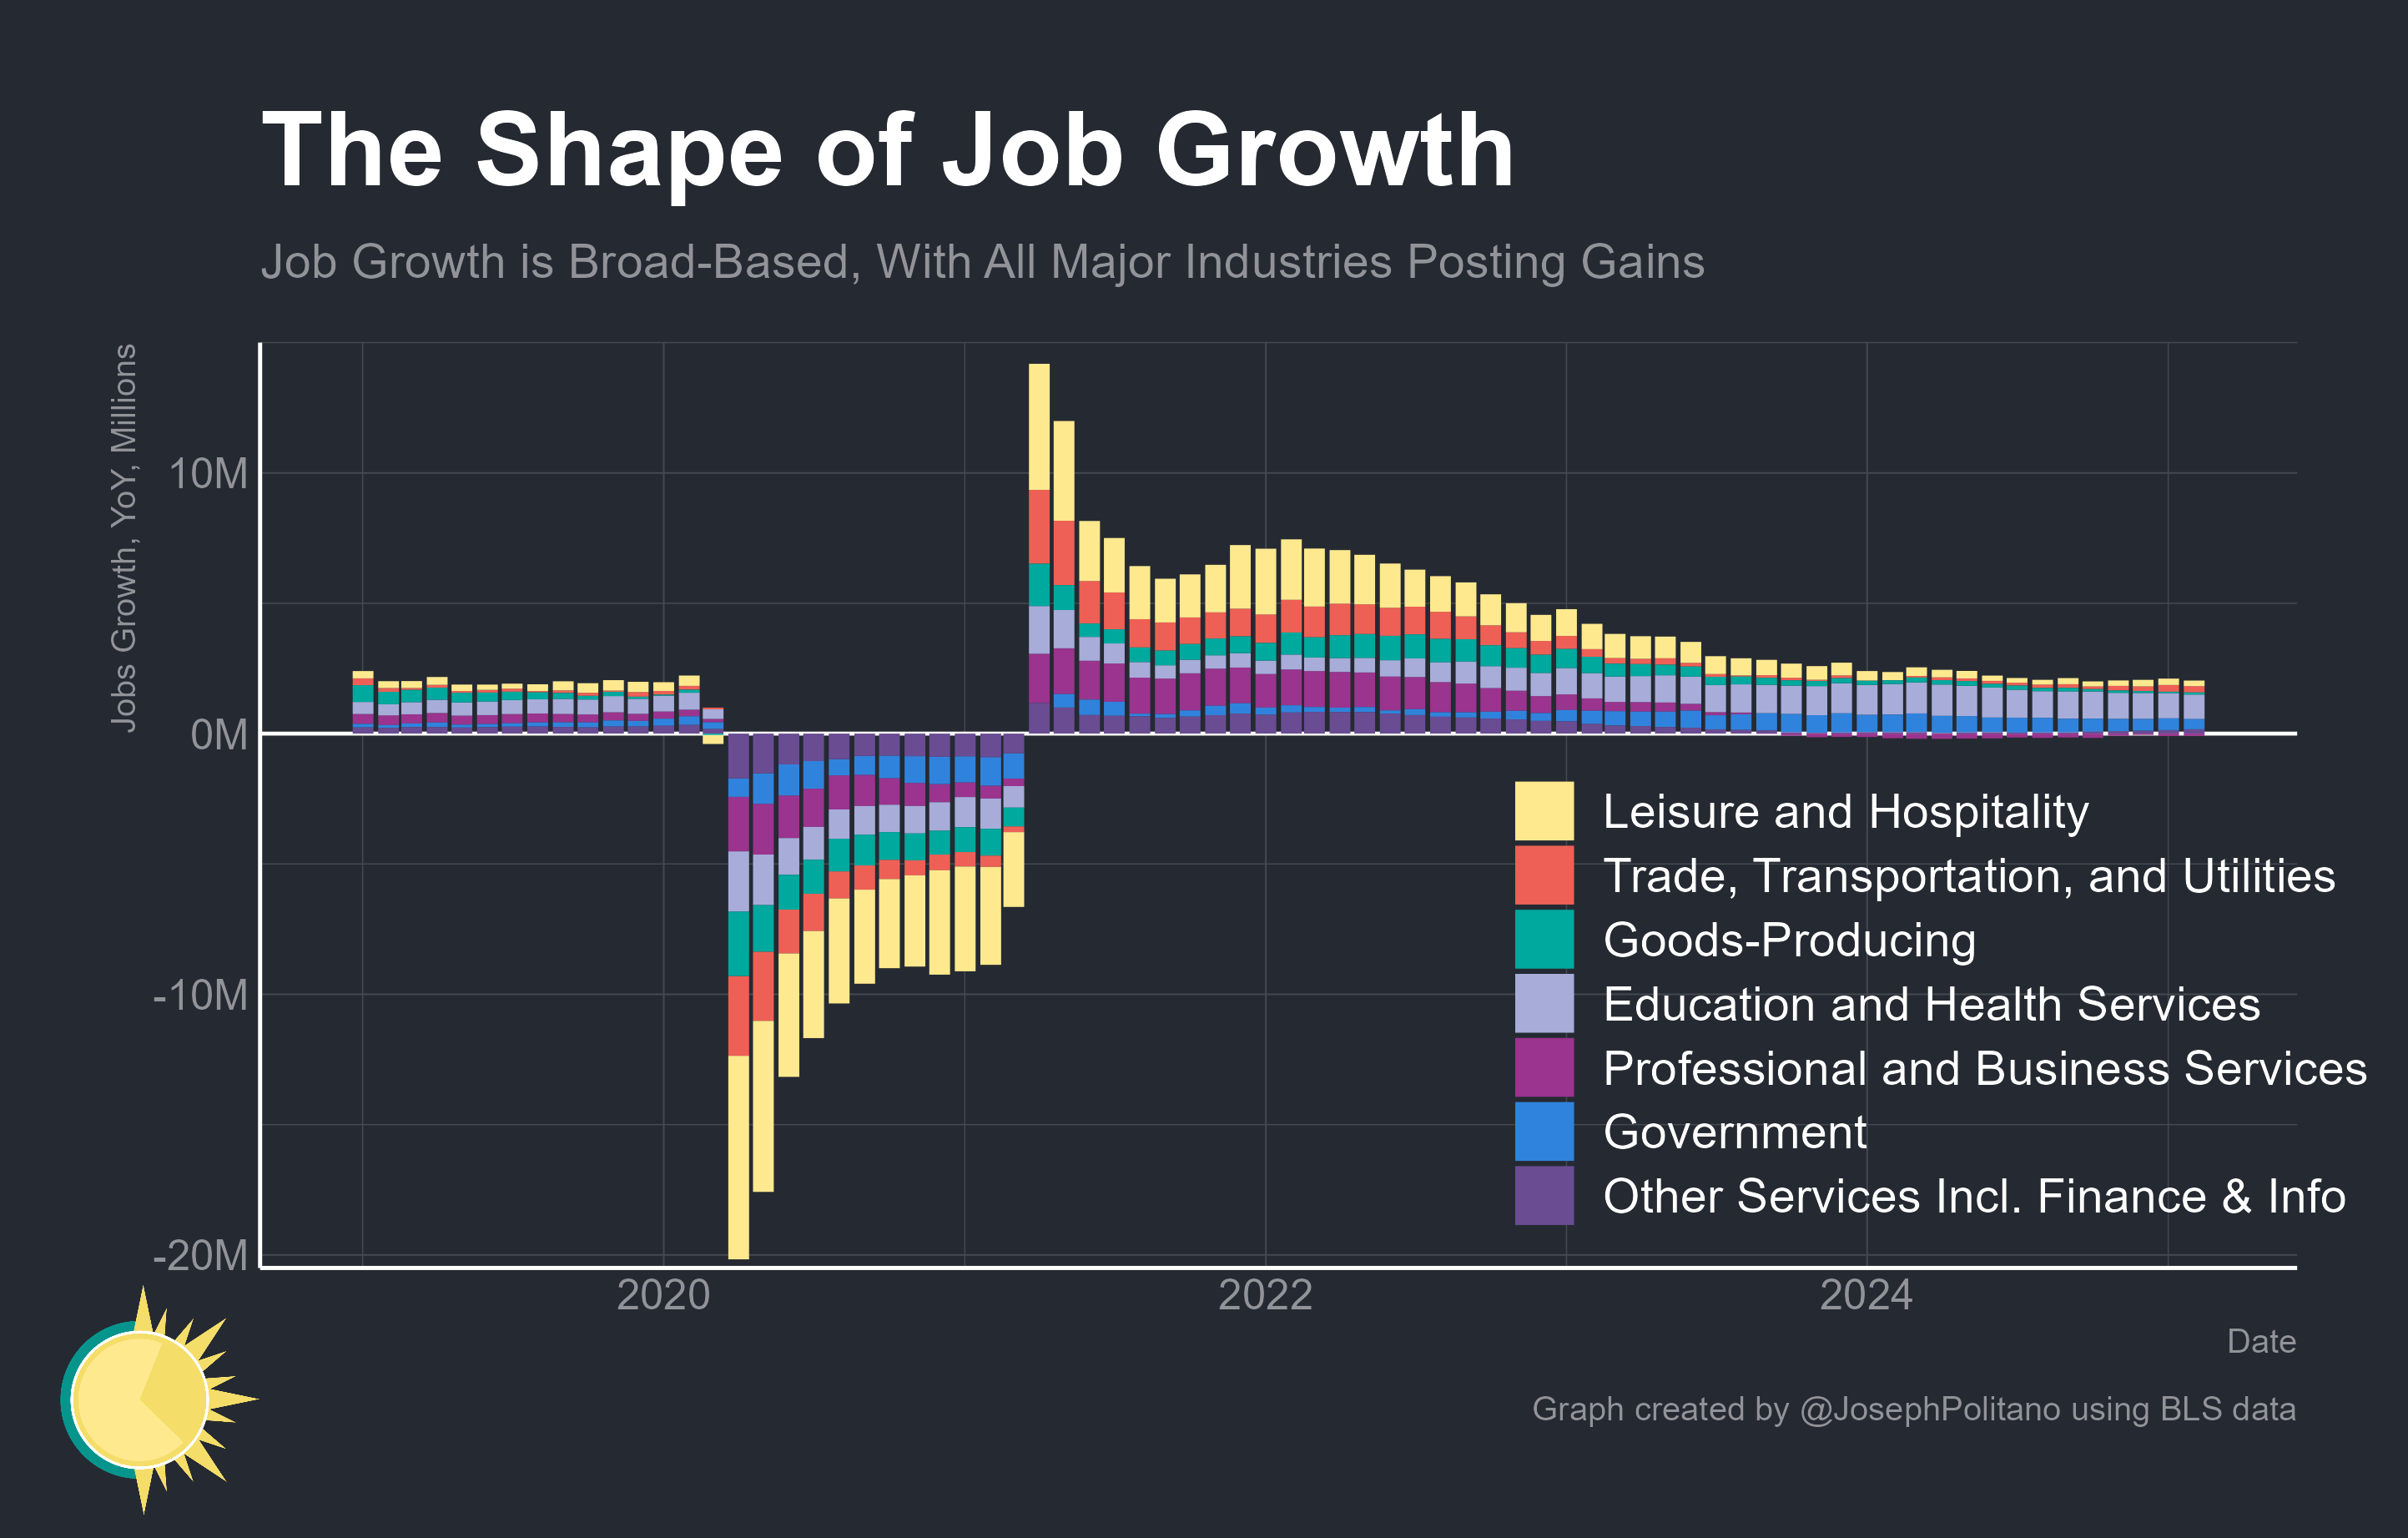 The Shape of Job Growth
Job Growth is Broad-Based, With All Major Industries Posting Gains
Jobs Growth, YoY, Millions
10M
0M
-10M
-20M
Leisure and Hospitality
Trade, Transportation, and Utilities
Goods-Producing
Education and Health Services
Professional and Business Services
Government
Other Services Incl. Finance & Info
2020
2022
2024
Date
Graph created by @JosephPolitano using BLS data